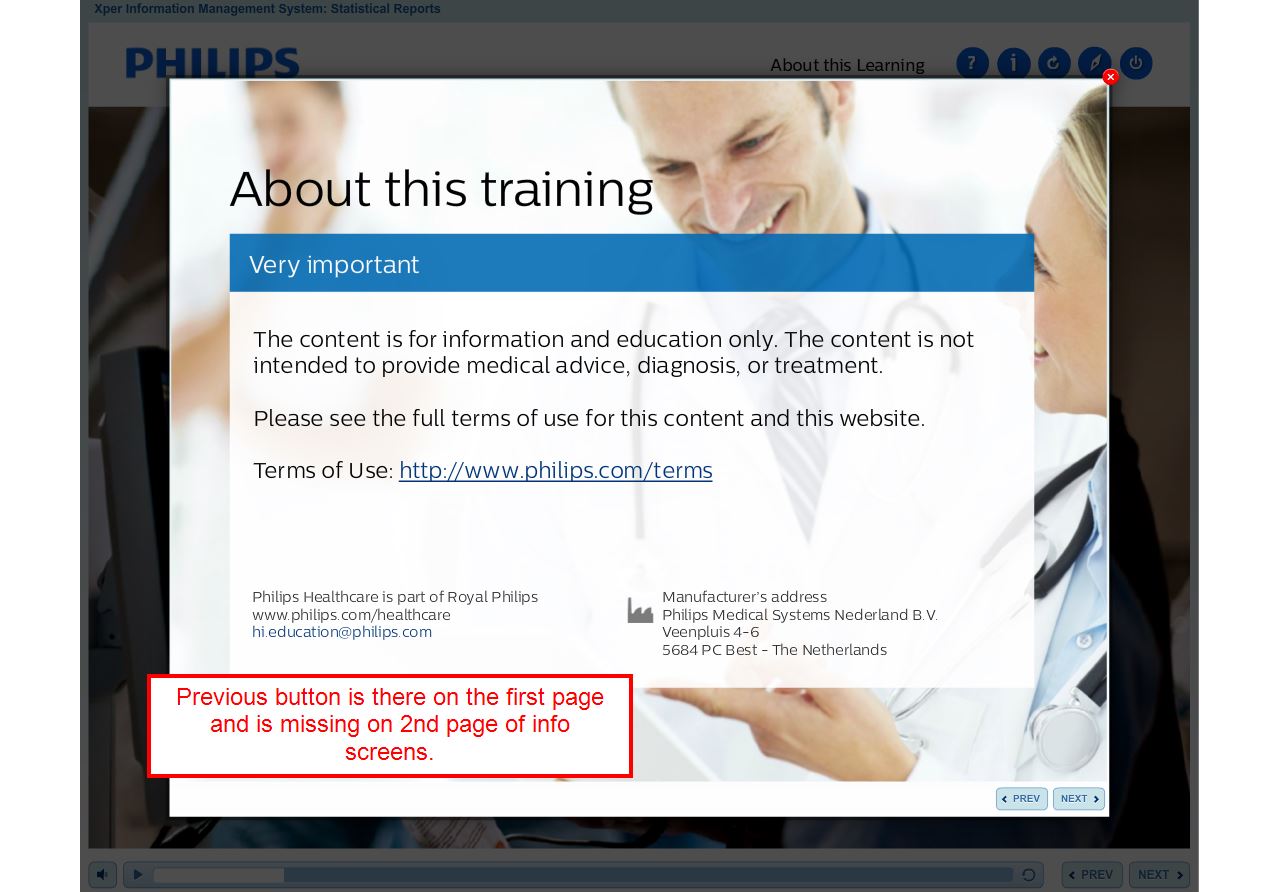 Xper Information Management System: Statistical Reports
PHILIPS
About this Learning
?
i
About this training
Very important
The content is for information and education only. The content is not
intended to provide medical advice, diagnosis, or treatment.
Please see the full terms of use for this content and this website.
Terms of Use: http://www.philips.com/terms
Philips Healthcare is part of Royal Philips
www.philips.com/healthcare
hi.education@philips.com
Manufacturer's address
Philips Medical Systems Nederland B.V.
Veenpluis 4-6
5684 PC Best - The Netherlands
Previous button is there on the first page
and is missing on 2nd page of info
screens.
PREV
NEXT
PREV
NEXT